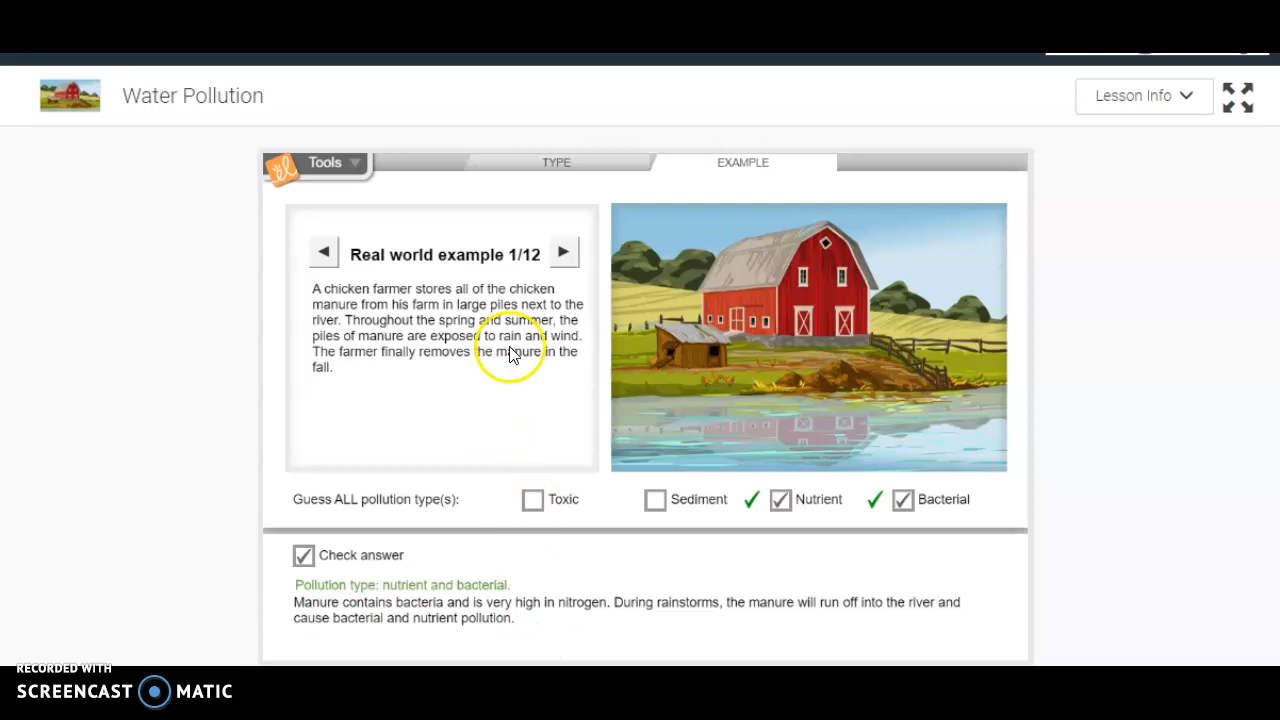 Water Pollution
Lesson Info
Tools
TYPE
EXAMPLE
Real world example 1/12
A chicken farmer stores all of the chicken
manure from his farm in large piles next to the
river. Throughout the spring and summer, the
piles of manure are exposed to rain and wind.
The farmer finally removes the manure in the
fall.
Guess ALL pollution type(s):
Toxic
Sediment
Nutrient
Bacterial
Check answer
Pollution type: nutrient and bacterial.
Manure contains bacteria and is very high in nitrogen. During rainstorms, the manure will run off into the river and
cause bacterial and nutrient pollution.
RECORDED WITH
SCREENCAST MATIC